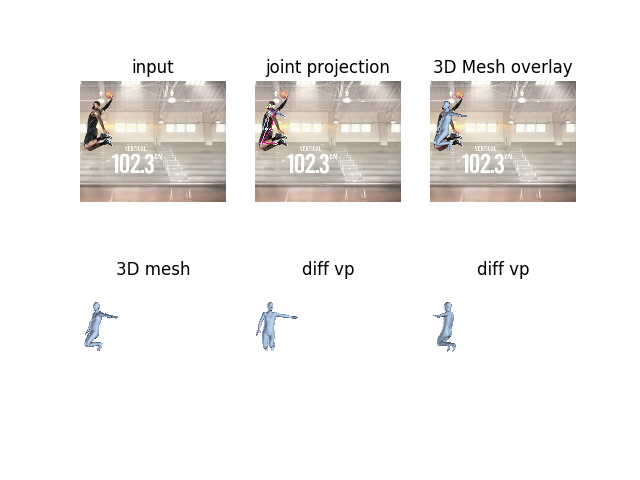 input
joint projection
3D Mesh overlay
VERTICAL
102.3 CM
VERTICAL
102.3 CM
VERTICAL
102.3 CM
3D mesh
diff vp
diff vp